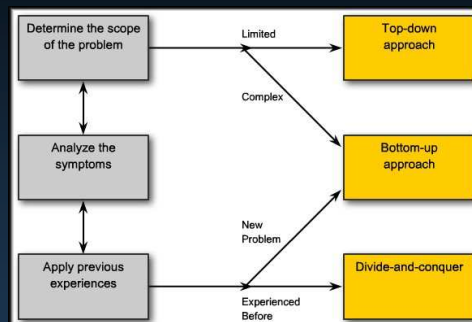 Determine the scope
of the problem
Limited
Top-down
approach
Complex
Analyze the
symptoms
Bottom-up
approach
New
Problem
Apply previous
experiences
Divide-and-conquer
Experienced
Before